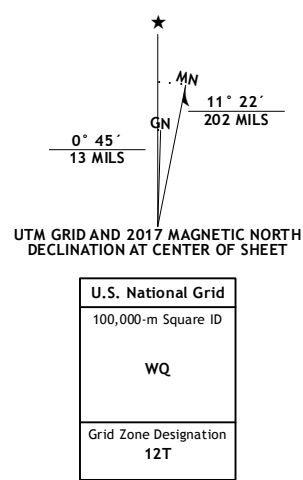 ★
MN
GN
11° 22´
202 MILS
0° 45´
13 MILS
UTM GRID AND 2017 MAGNETIC NORTH
DECLINATION AT CENTER OF SHEET
U.S. National Grid
100,000-m Square ID
WQ
Grid Zone Designation
12T